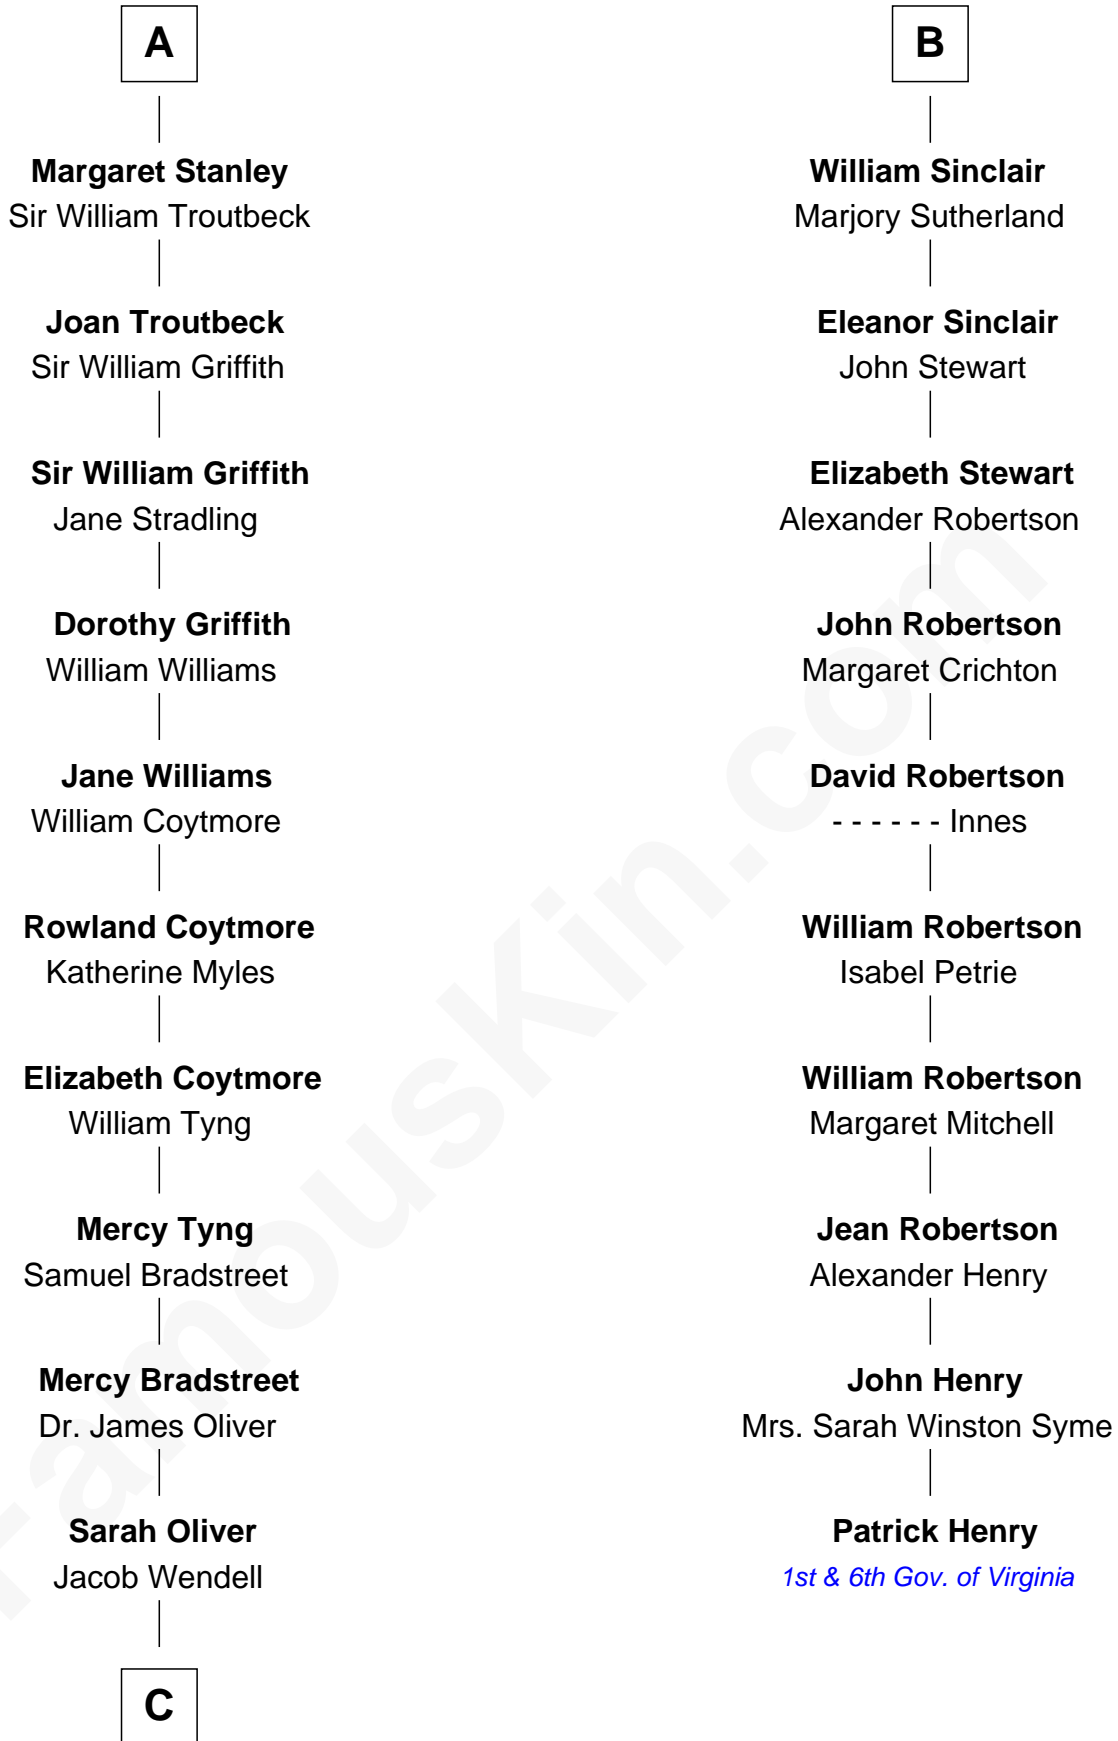 A
Margaret Stanley
Sir William Troutbeck
Joan Troutbeck
Sir William Griffith
Sir William Griffith
Jane Stradling
Dorothy Griffith
William Williams
Jane Williams
William Coytmore
Rowland Coytmore
Katherine Myles
Elizabeth Coytmore
William Tyng
Mercy Tyng
Samuel Bradstreet
Mercy Bradstreet
Dr. James Oliver
Sarah Oliver
Jacob Wendell
C
B
William Sinclair
Marjory Sutherland
Eleanor Sinclair
John Stewart
Elizabeth Stewart
Alexander Robertson
John Robertson
Margaret Crichton
David Robertson
- - - - - - Innes
William Robertson
Isabel Petrie
William Robertson
Margaret Mitchell
Jean Robertson
Alexander Henry
John Henry
Mrs. Sarah Winston Syme
Patrick Henry
1st & 6th Gov. of Virginia
FamousKin.com